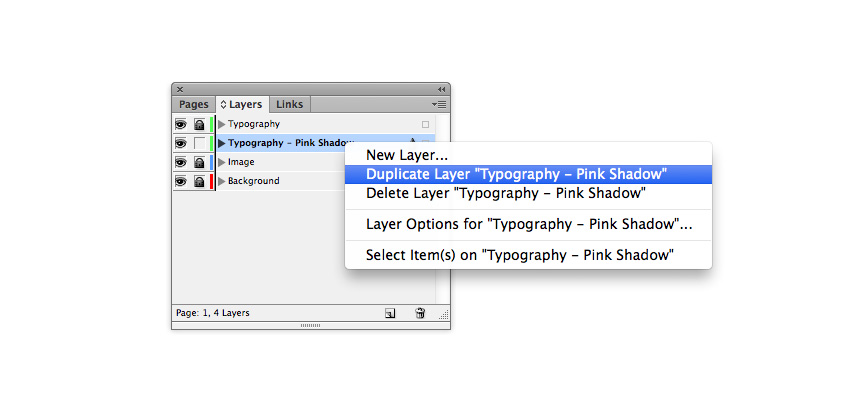 Pages Layers Links
Typography
Typography - Pink Shadow
Image
Background
New Layer...
Duplicate Layer "Typography - Pink Shadow"
Delete Layer "Typography - Pink Shadow"
Layer Options for "Typography - Pink Shadow"...
Select Item(s) on "Typography - Pink Shadow"
Page: 1, 4 Layers